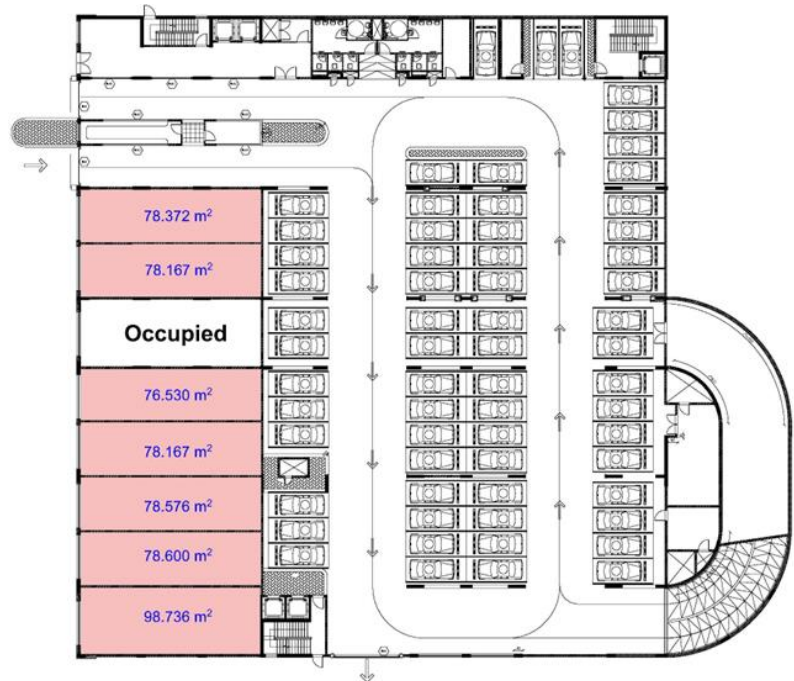 78.372 m²
78.167 m²
Occupied
76.530 m²
78.167 m²
78.576 m²
78.600 m²
98.736 m²